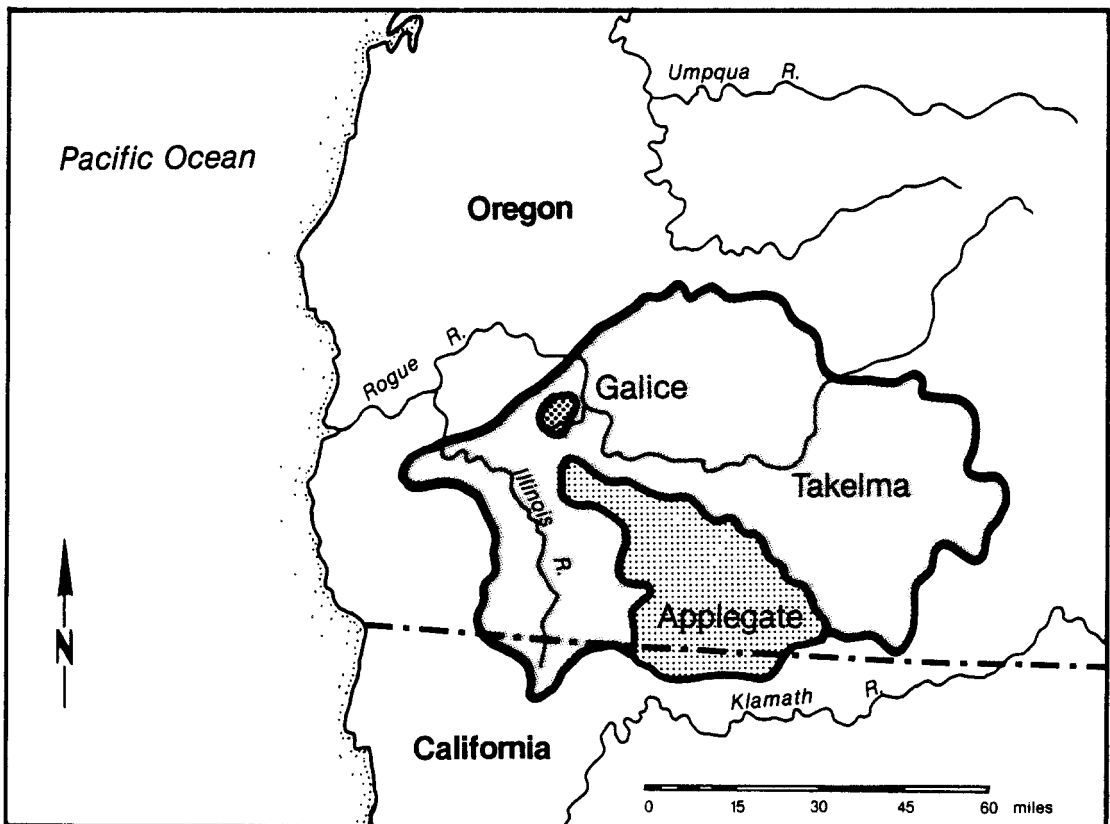 Umpqua R.
Pacific Ocean
Oregon
Rogue R.
Galice
Takelma
Illinois R.
Applegate
N
Klamath R.
California
0 15 30 45 60 miles